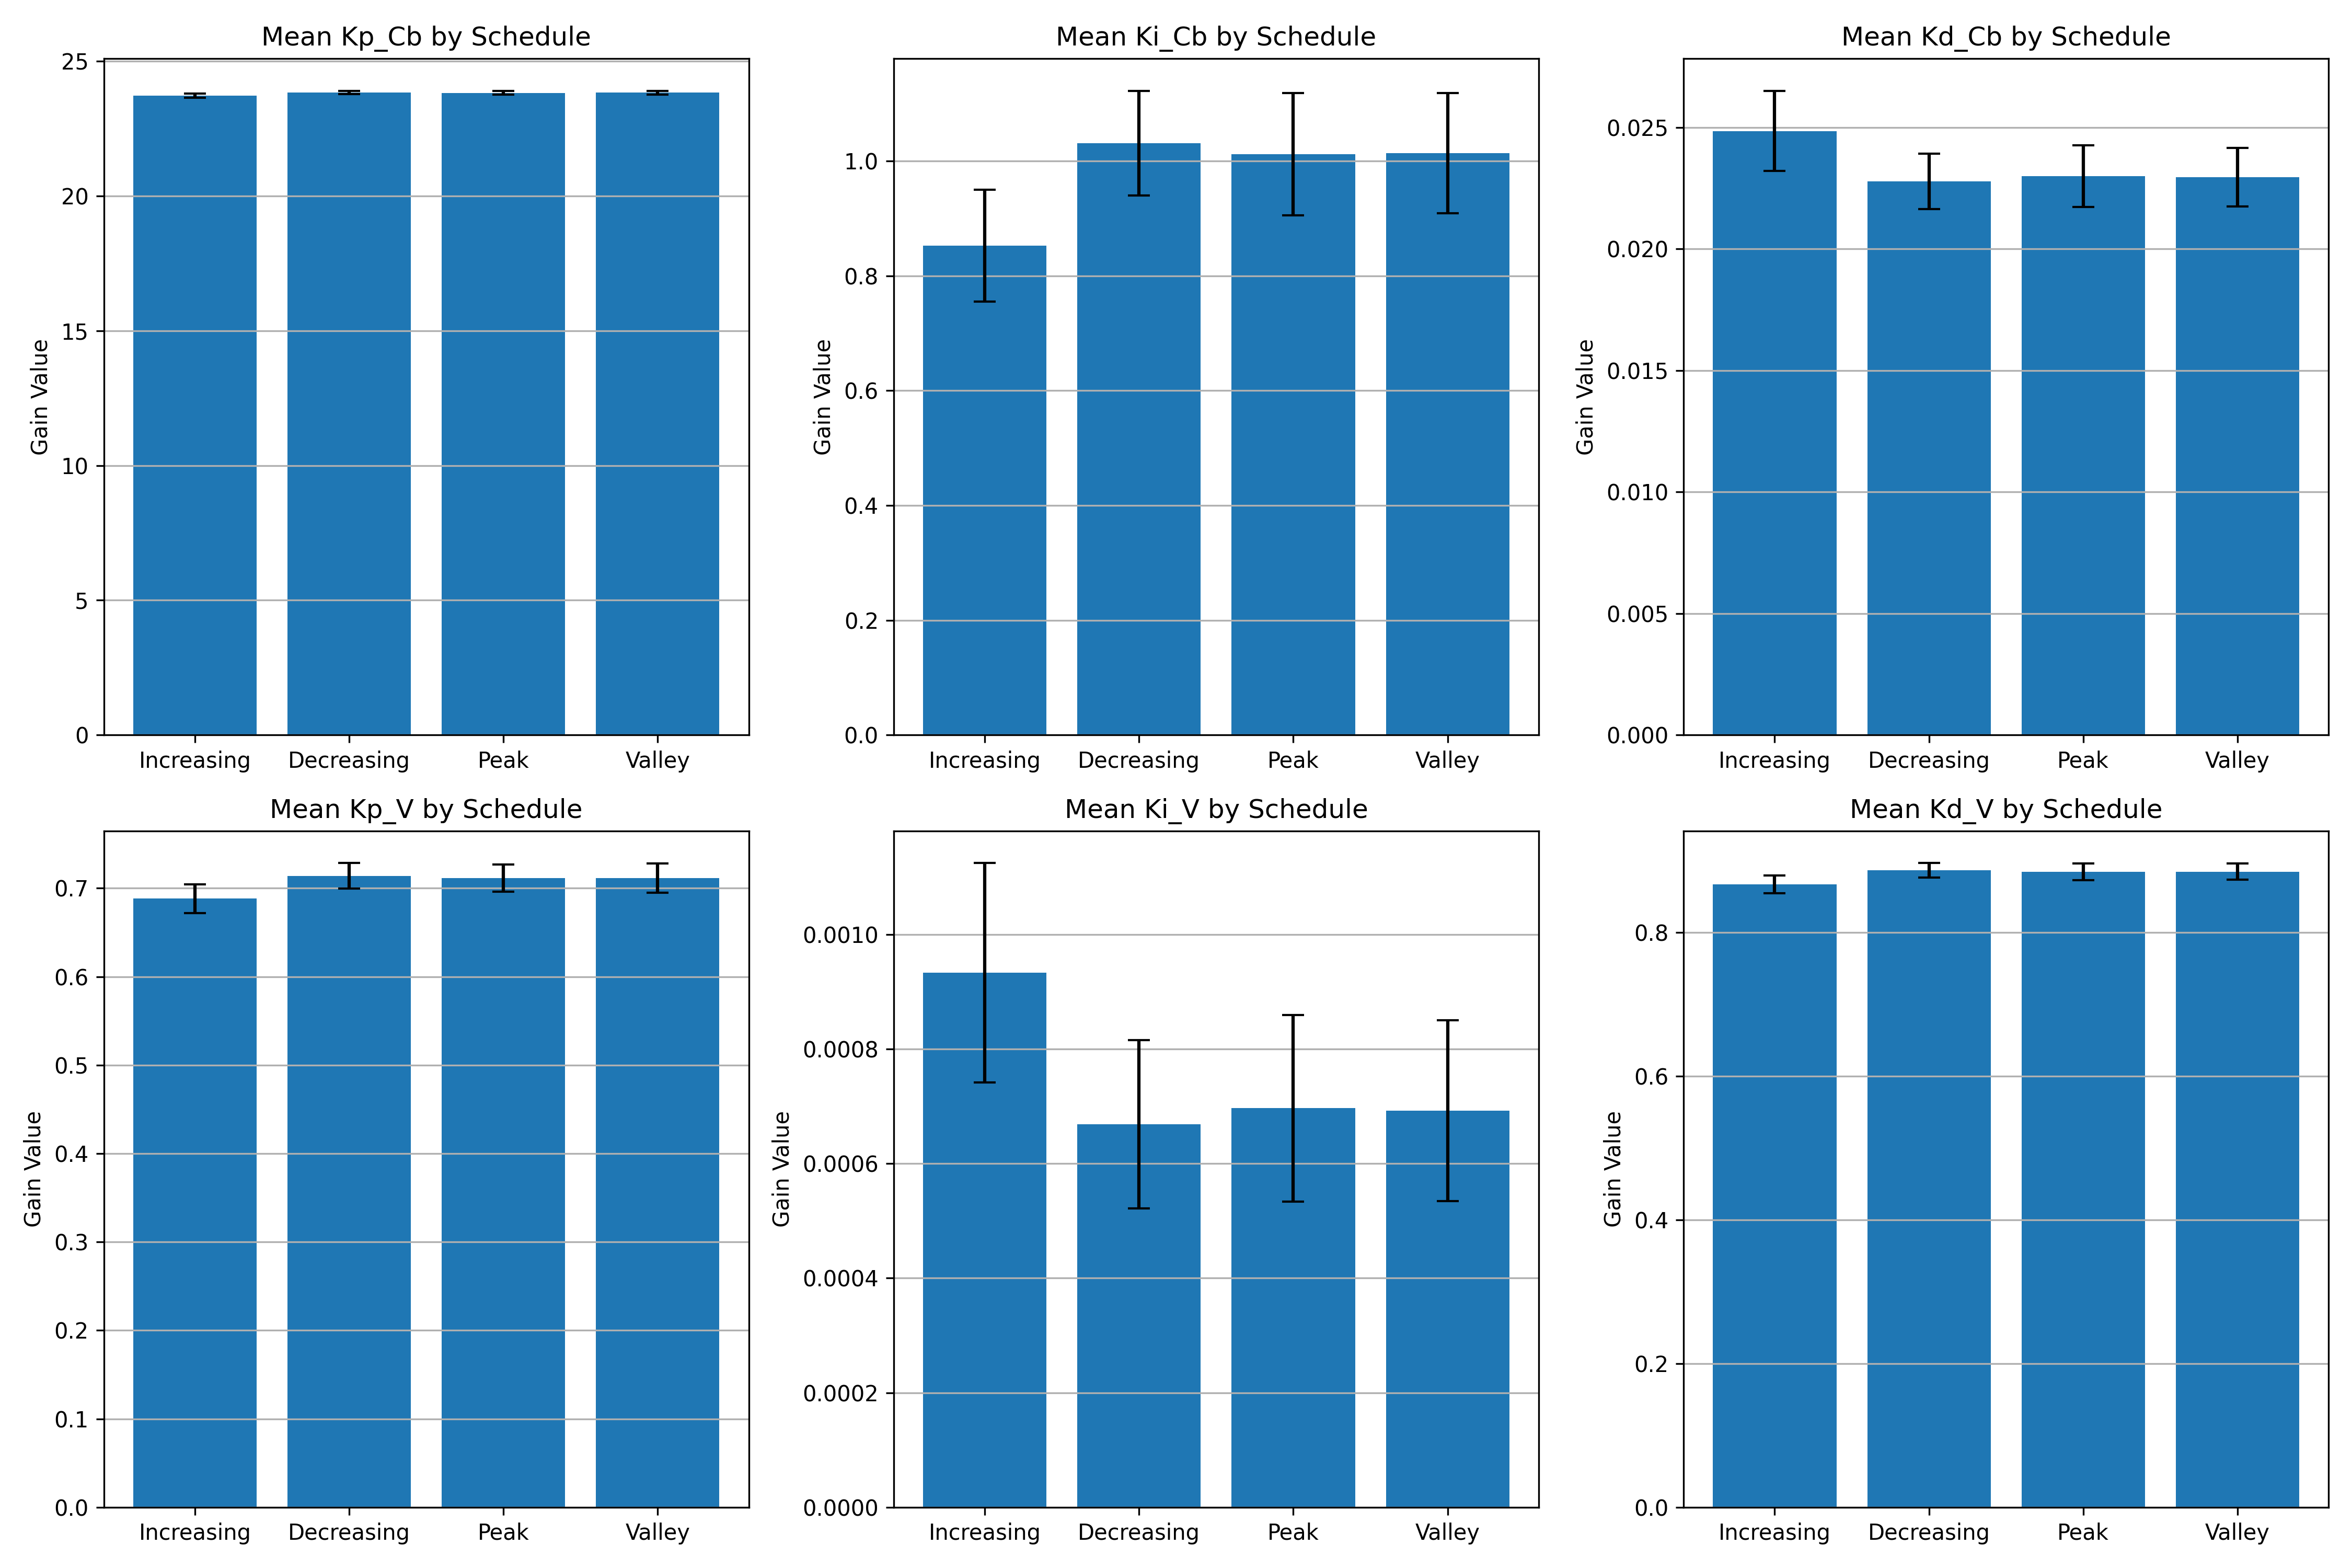 Mean Kp_Cb by Schedule
Gain Value
25
20
15
10
5
0
Increasing Decreasing Peak Valley
Mean Ki_Cb by Schedule
Gain Value
1.0
0.8
0.6
0.4
0.2
0.0
Increasing Decreasing Peak Valley
Mean Kd_Cb by Schedule
Gain Value
0.025
0.020
0.015
0.010
0.005
0.000
Increasing Decreasing Peak Valley
Mean Kp_V by Schedule
Gain Value
0.7
0.6
0.5
0.4
0.3
0.2
0.1
0.0
Increasing Decreasing Peak Valley
Mean Ki_V by Schedule
Gain Value
0.0010
0.0008
0.0006
0.0004
0.0002
0.0000
Increasing Decreasing Peak Valley
Mean Kd_V by Schedule
Gain Value
0.8
0.6
0.4
0.2
0.0
Increasing Decreasing Peak Valley